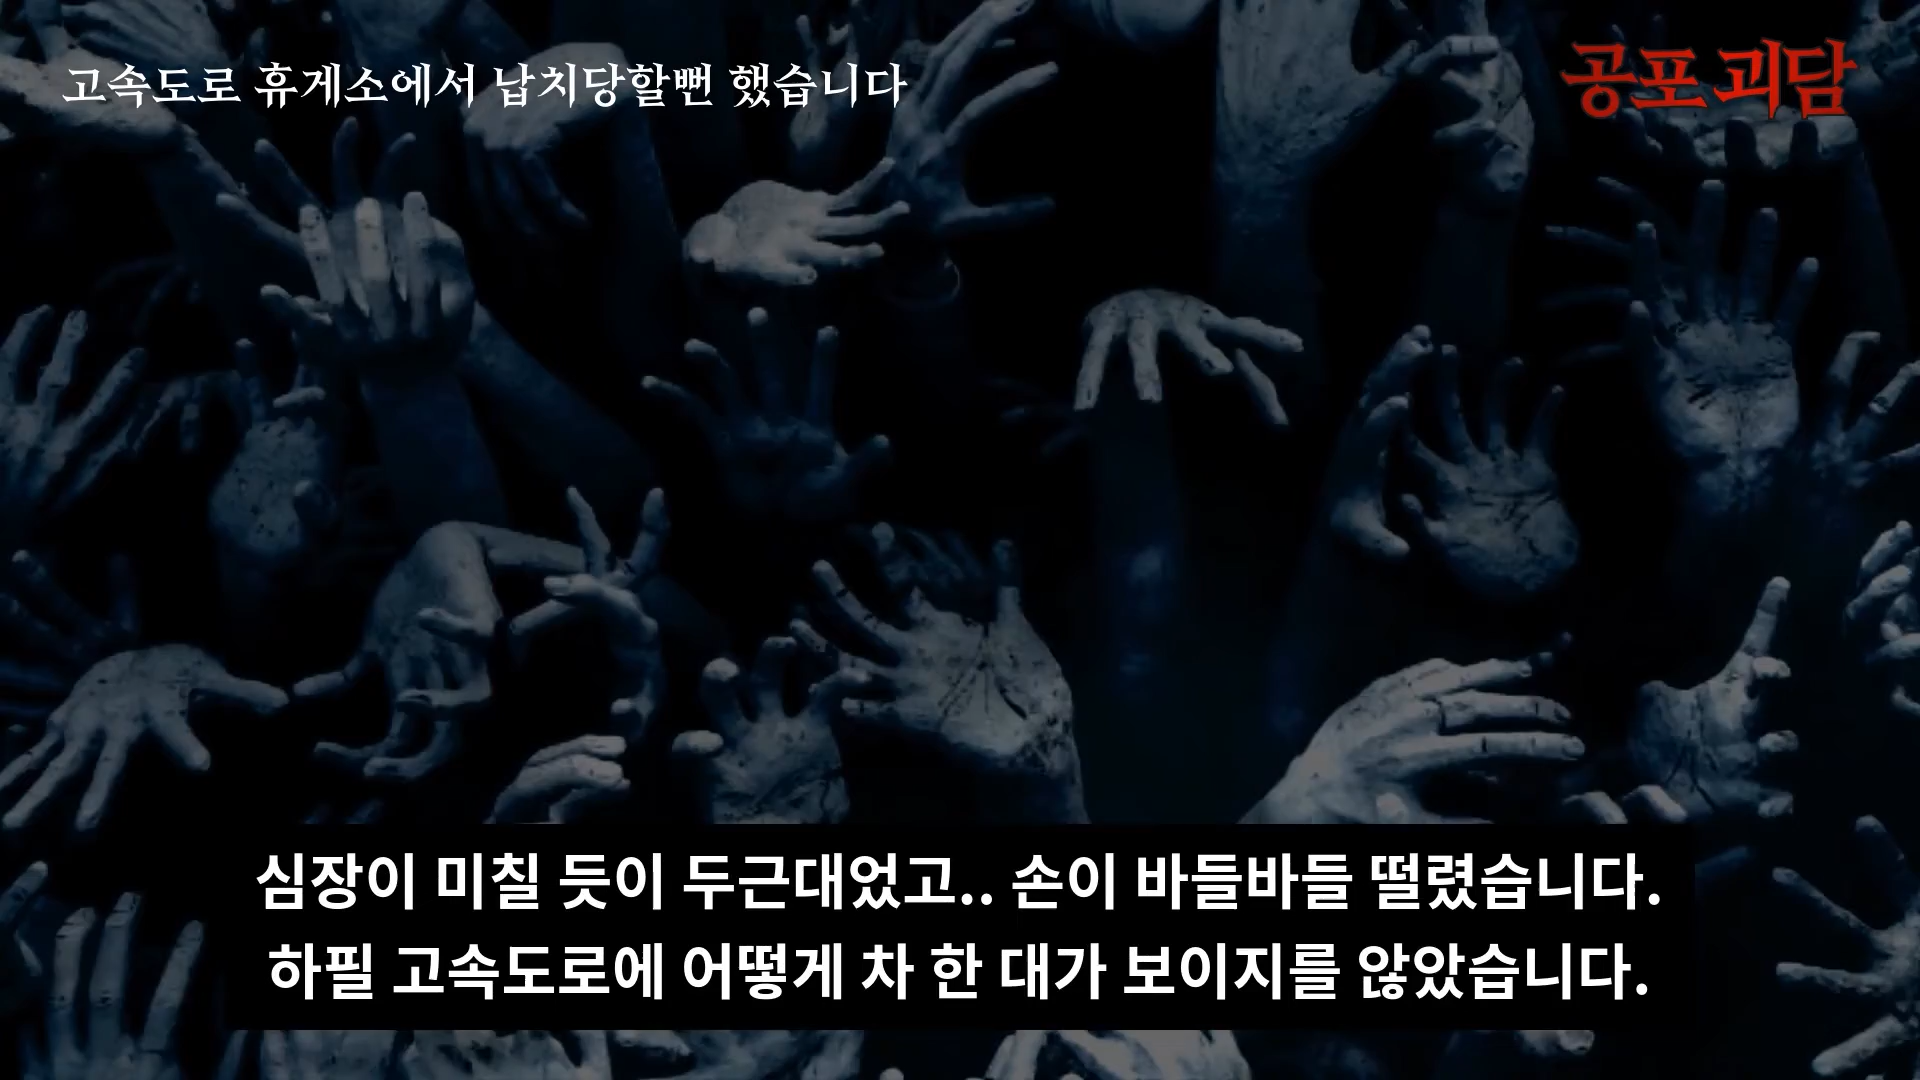 고속도로 휴게소에서 납치당할뻔 했습니다
공포 괴담
심장이 미칠 듯이 두근대었고.. 손이 바들바들 떨렸습니다.
하필 고속도로에 어떻게 차 한 대가 보이지를 않았습니다.